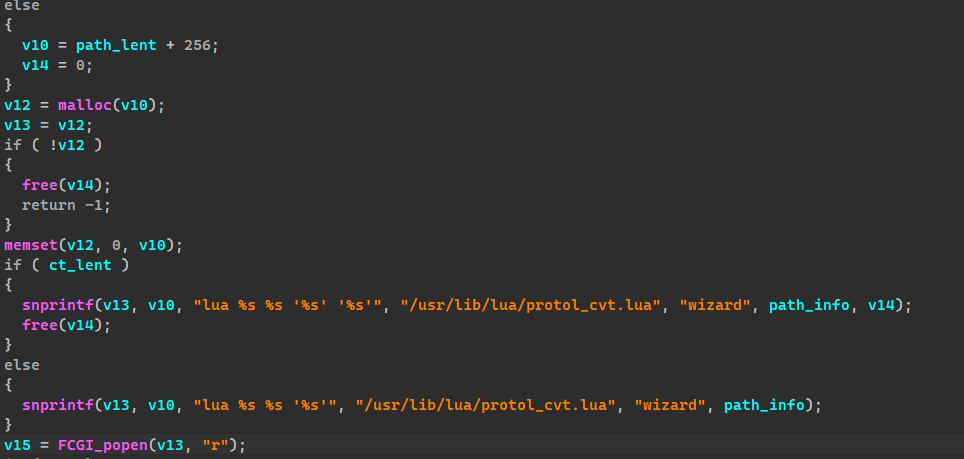 else
{
  v10 = path_lent + 256;
  v14 = 0;
}
v12 = malloc(v10);
v13 = v12;
if ( !v12 )
{
  free(v14);
  return -1;
}
memset(v12, 0, v10);
if ( ct_lent )
{
  snprintf(v13, v10, "lua %s %s '%s' '%s'", "/usr/lib/lua/protol_cvt.lua", "wizard", path_info, v14);
  free(v14);
}
else
{
  snprintf(v13, v10, "lua %s %s '%s'", "/usr/lib/lua/protol_cvt.lua", "wizard", path_info);
}
v15 = FCGI_popen(v13, "r");